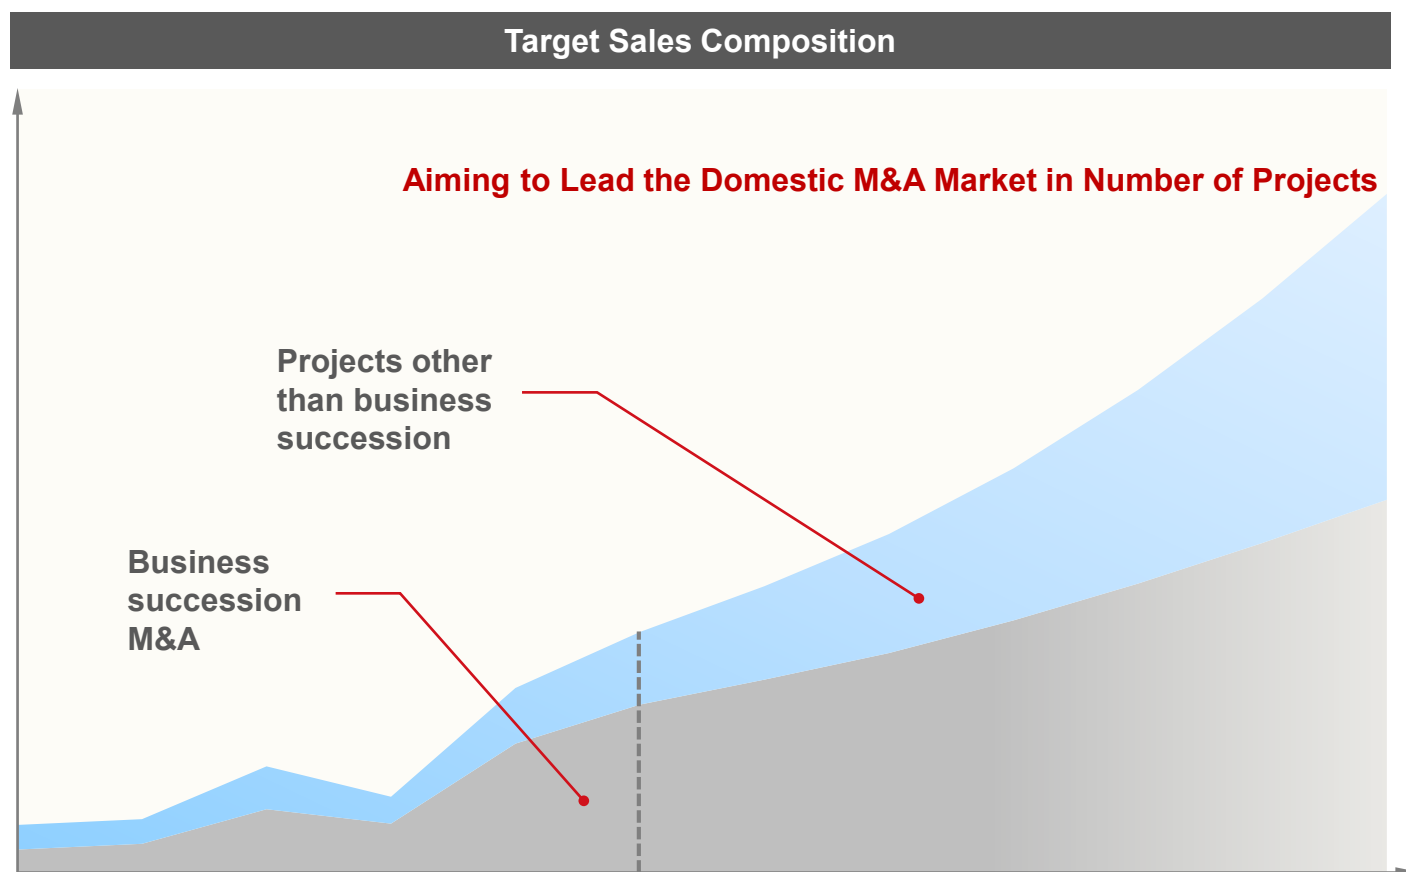 Target Sales Composition
Aiming to Lead the Domestic M&A Market in Number of Projects
Projects other
than business
succession
Business
succession
M&A